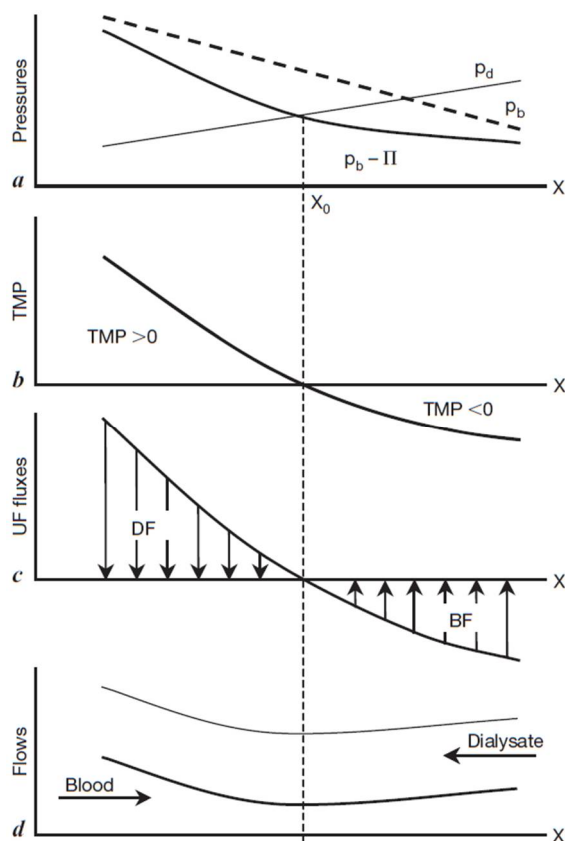 Pressures
p_d
p_b
p_b – Π
a
X
X_0
TMP
TMP >0
TMP <0
b
X
UF fluxes
DF
BF
c
X
Flows
Dialysate
Blood
d
X